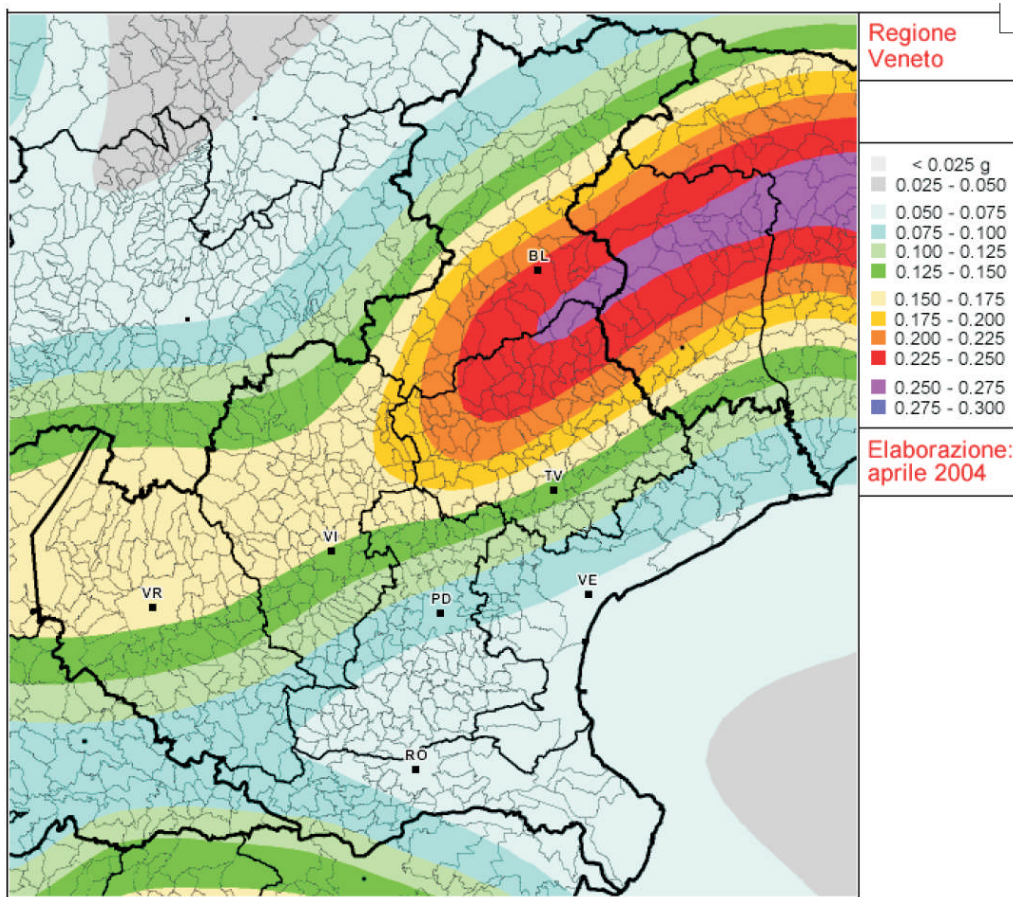 Regione
Veneto
< 0.025 g
0.025 - 0.050
0.050 - 0.075
0.075 - 0.100
0.100 - 0.125
0.125 - 0.150
0.150 - 0.175
0.175 - 0.200
0.200 - 0.225
0.225 - 0.250
0.250 - 0.275
0.275 - 0.300
Elaborazione:
aprile 2004
BL
TV
VI
VE
VR
PD
RO